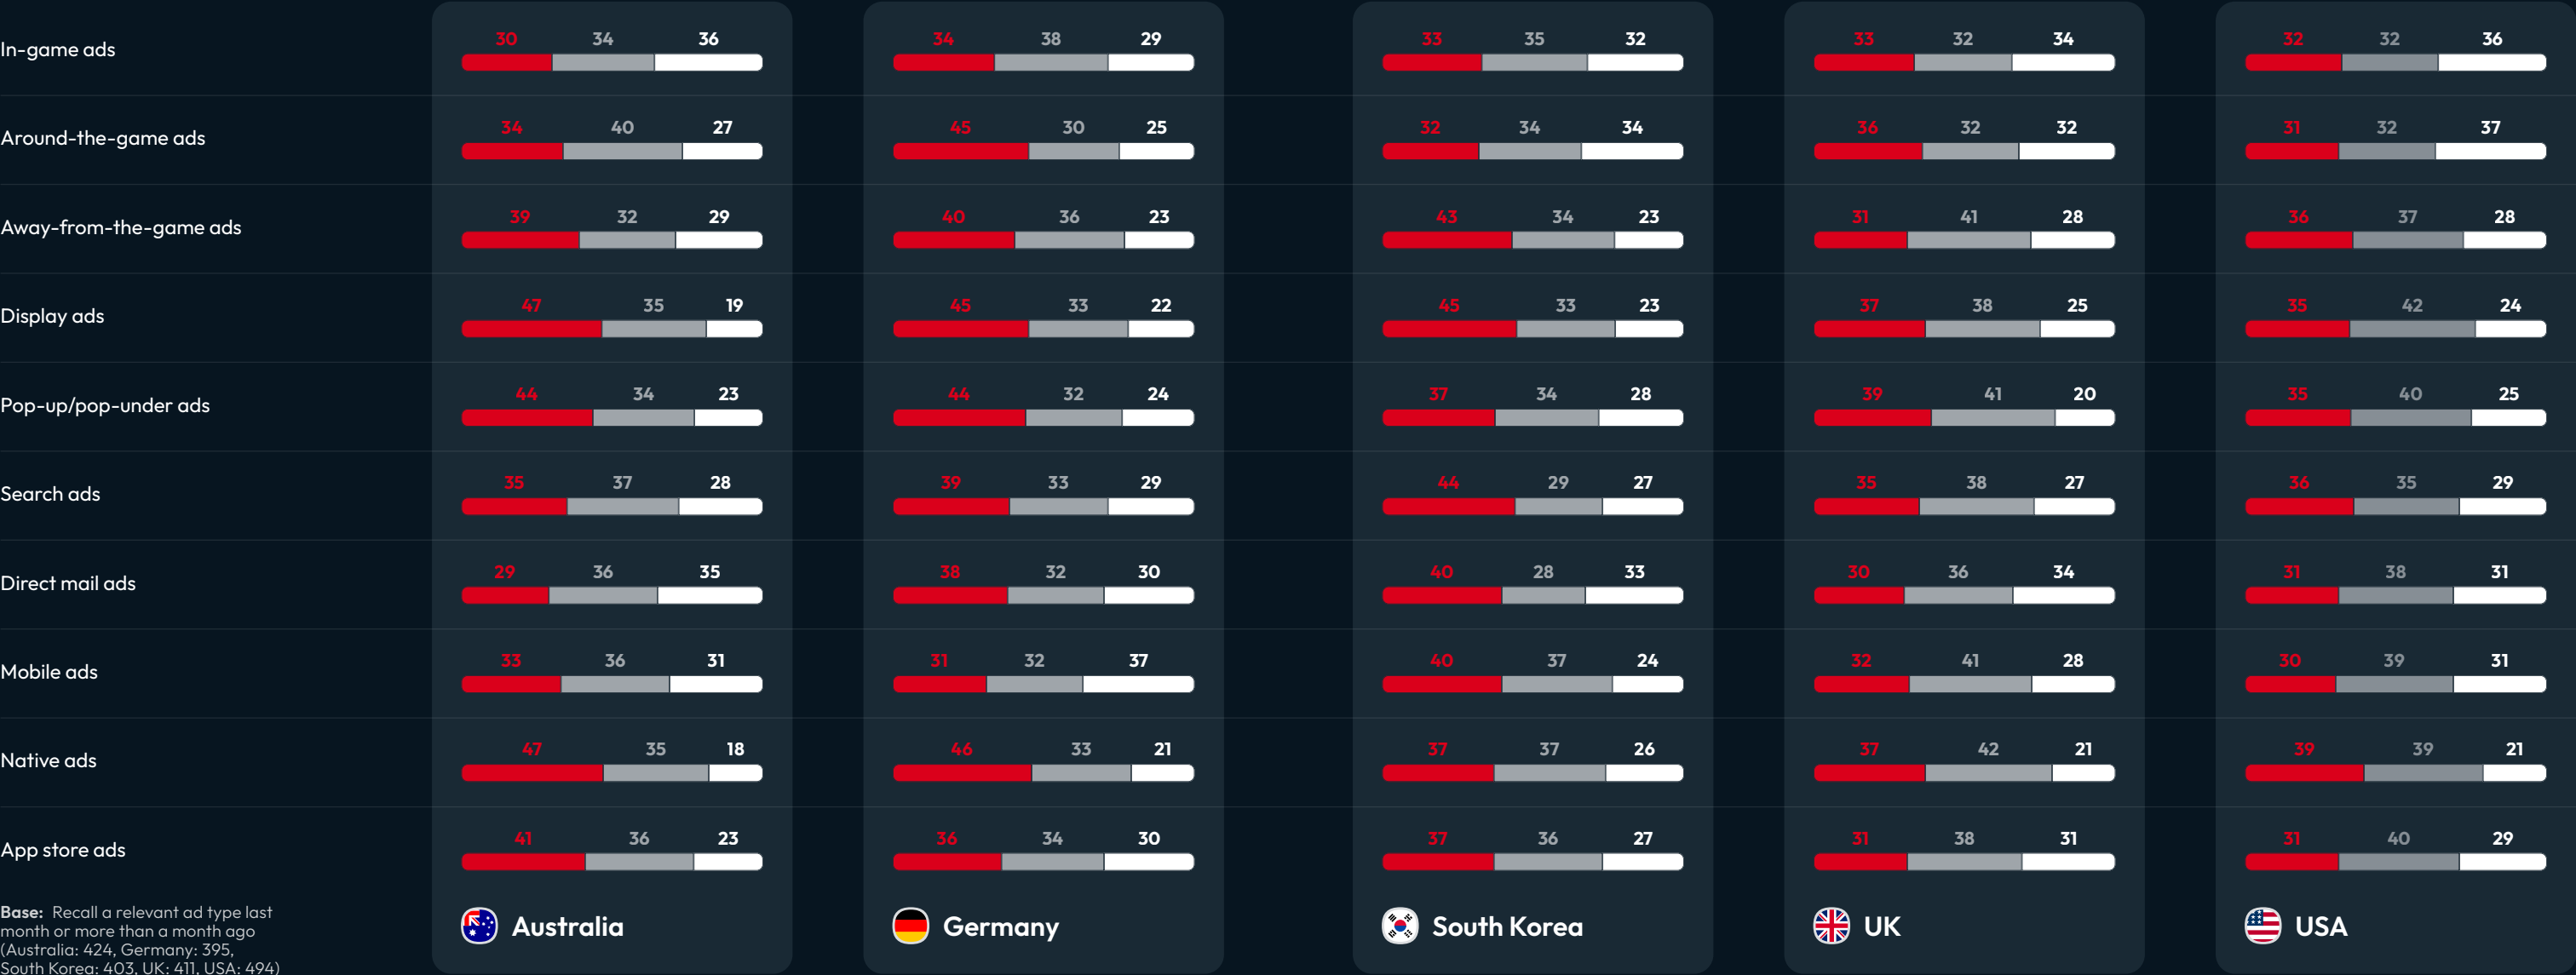 30 34 36 34 38 29 33 35 32 33 32 34 32 32 36
In-game ads
34 40 27 45 30 25 32 34 34 36 32 32 31 32 37
Around-the-game ads
39 32 29 40 36 23 43 34 23 31 41 28 36 37 28
Away-from-the-game ads
47 35 19 45 33 22 45 33 23 37 38 25 35 42 24
Display ads
44 34 23 44 32 24 37 34 28 39 41 20 35 40 25
Pop-up/pop-under ads
35 37 28 39 33 29 44 29 27 35 38 27 36 35 29
Search ads
29 36 35 38 32 30 40 28 33 30 36 34 31 38 31
Direct mail ads
33 36 31 31 32 37 40 37 24 32 41 28 30 39 31
Mobile ads
47 35 18 46 33 21 37 37 26 37 42 21 39 39 21
Native ads
41 36 23 36 34 30 37 36 27 31 38 31 31 40 29
App store ads
Base: Recall a relevant ad type last
month or more than a month ago
(Australia: 424, Germany: 395,
South Korea: 403, UK: 411, USA: 494)
Australia Germany South Korea UK USA